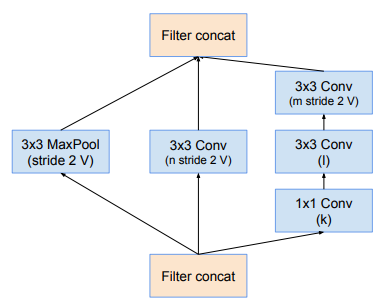 Filter concat
3x3 Conv
(m stride 2 V)
3x3 MaxPool
(stride 2 V)
3x3 Conv
(n stride 2 V)
3x3 Conv
(l)
1x1 Conv
(k)
Filter concat